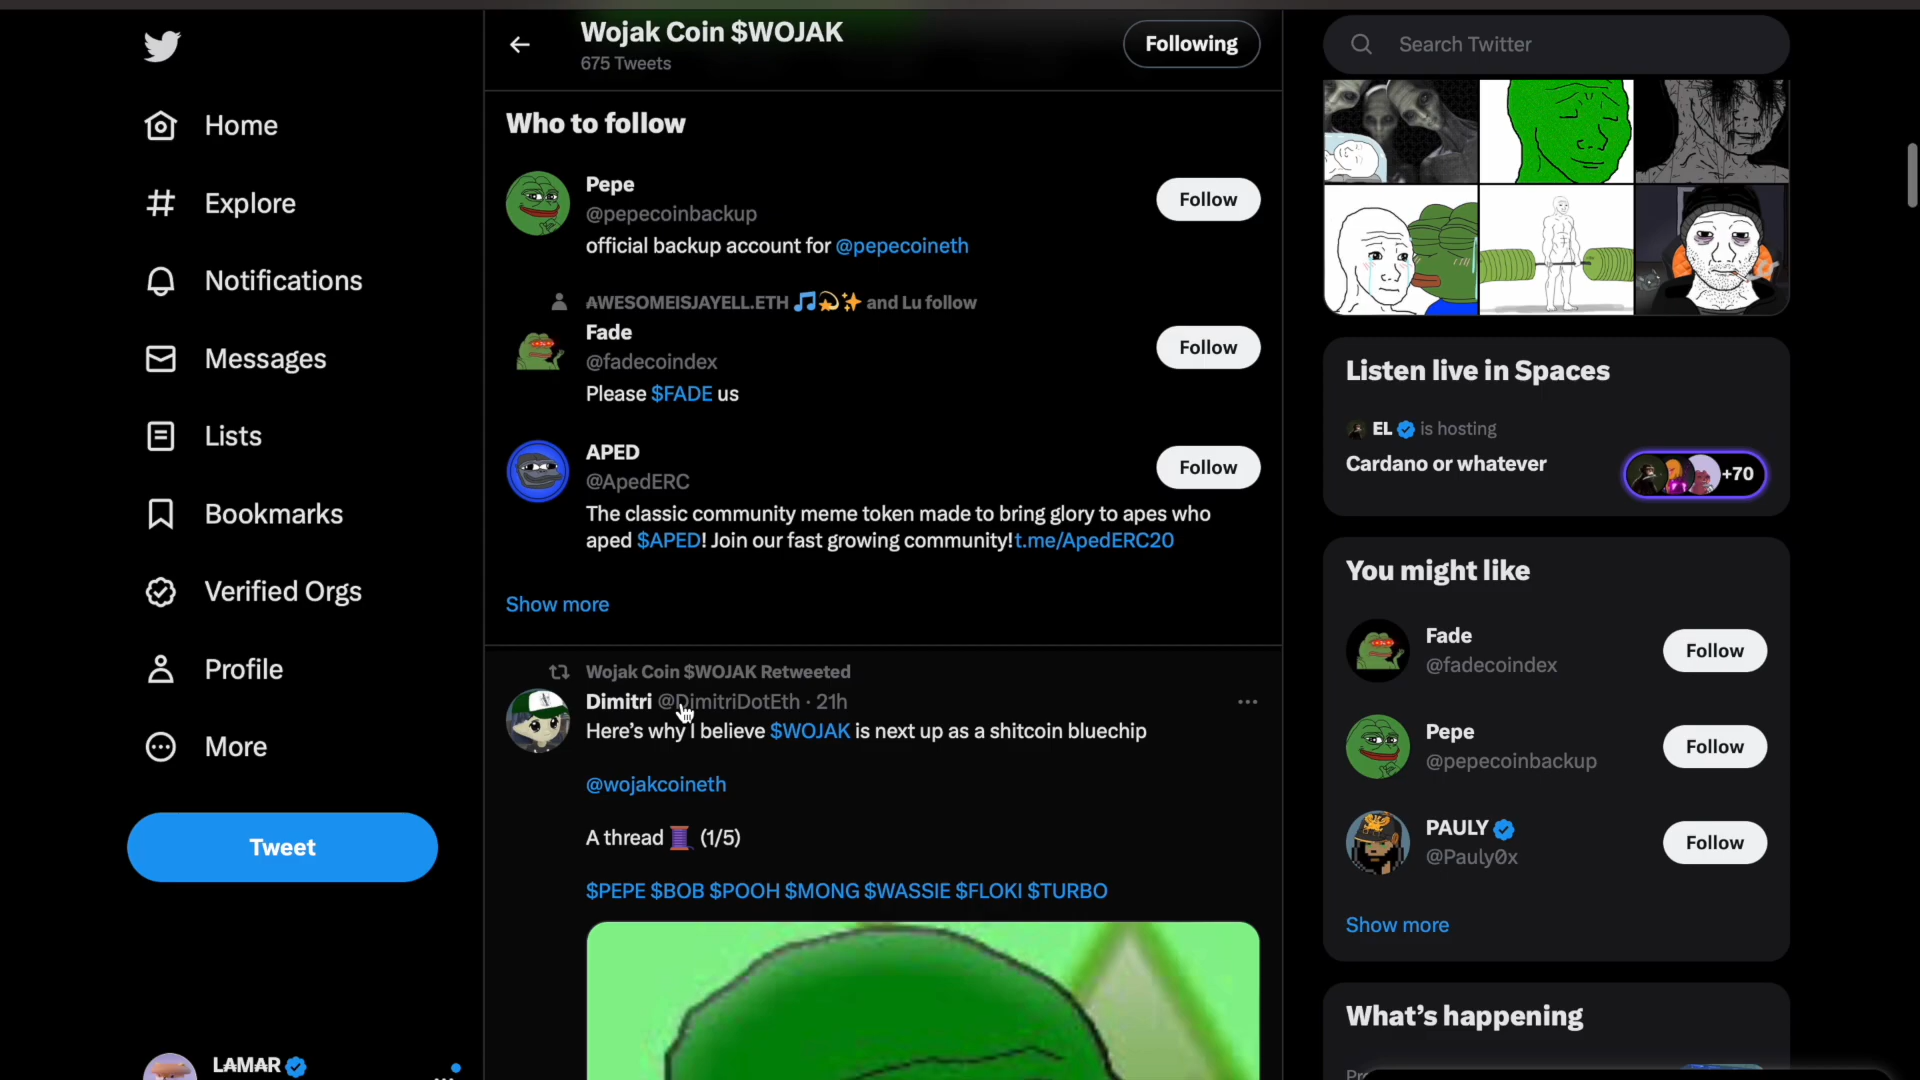 Home
Explore
Notifications
Messages
Lists
Bookmarks
Verified Orgs
Profile
More
Tweet
LAMAR
Wojak Coin $WOJAK
675 Tweets
Following
Who to follow
Pepe
@pepecoinbackup
official backup account for @pepecoineth
Follow
AWESOMEISJAYELL.ETH 🎵💫✨ and Lu follow
Fade
@fadecoindex
Please $FADE us
Follow
APED
@ApedERC
The classic community meme token made to bring glory to apes who
aped $APED! Join our fast growing community!t.me/ApedERC20
Follow
Show more
Wojak Coin $WOJAK Retweeted
Dimitri @DimitriDotEth · 21h
Here’s why I believe $WOJAK is next up as a shitcoin bluechip
@wojakcoineth
A thread 🧵 (1/5)
$PEPE $BOB $POOH $MONG $WASSIE $FLOKI $TURBO
Search Twitter
Listen live in Spaces
EL is hosting
Cardano or whatever
+70
You might like
Fade
@fadecoindex
Follow
Pepe
@pepecoinbackup
Follow
PAULY
@Pauly0x
Follow
Show more
What’s happening